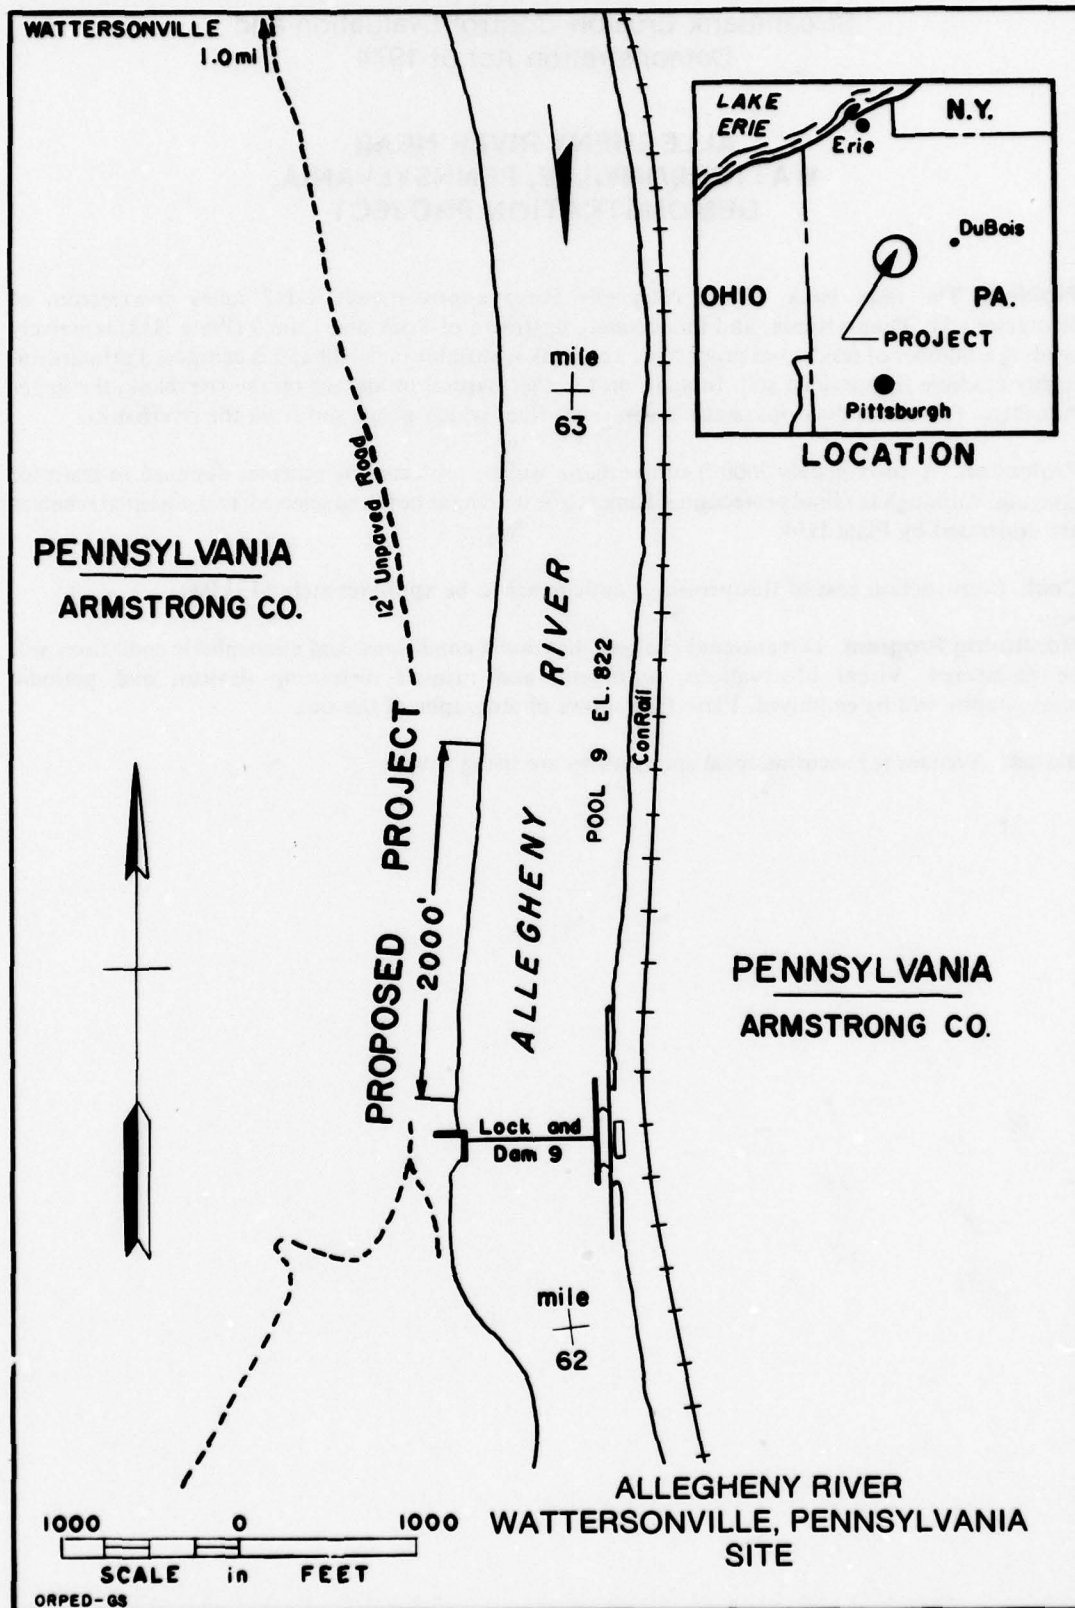 WATTERSONVILLE
1.0mi
LAKE
ERIE
N.Y.
Erie
DuBois
OHIO
PA.
PROJECT
Pittsburgh
LOCATION
mile
63
12' Unpaved Road
PENNSYLVANIA
ARMSTRONG CO.
ALLEGHENY RIVER
POOL 9 EL. 822
ConRail
PROPOSED PROJECT
2000'
PENNSYLVANIA
ARMSTRONG CO.
Lock and
Dam 9
mile
62
ALLEGHENY RIVER
WATTERSONVILLE, PENNSYLVANIA
SITE
1000 0 1000
SCALE in FEET
ORPED-GS